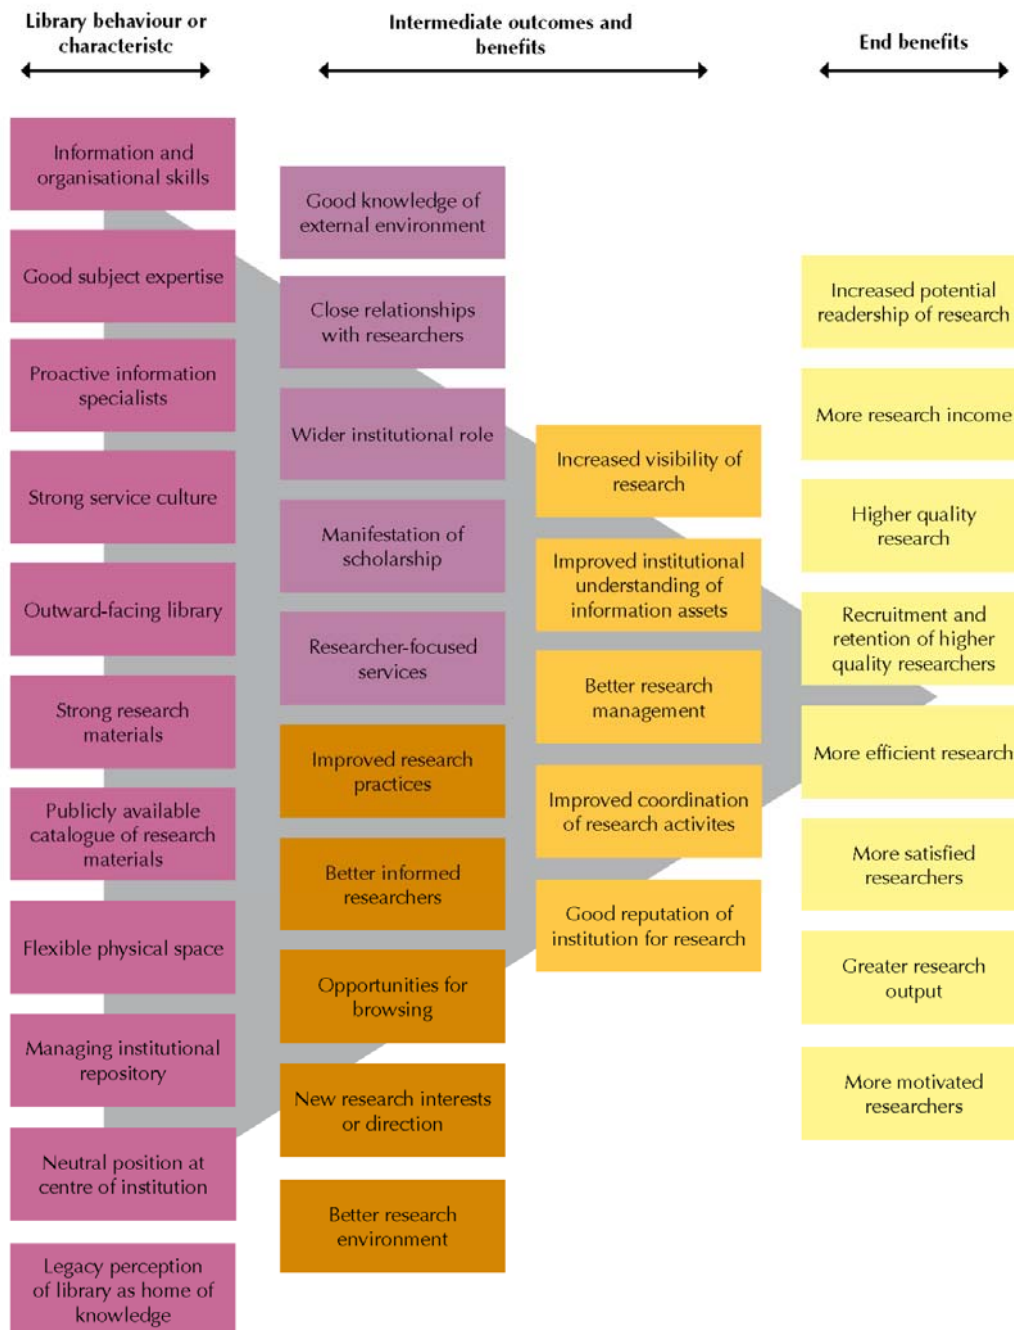 Library behaviour or
characteristc
Intermediate outcomes and
benefits
End benefits
Information and
organisational skills
Good subject expertise
Proactive information
specialists
Strong service culture
Outward-facing library
Strong research
materials
Publicly available
catalogue of research
materials
Flexible physical space
Managing institutional
repository
Neutral position at
centre of institution
Legacy perception
of library as home of
knowledge
Good knowledge of
external environment
Close relationships
with researchers
Wider institutional role
Manifestation of
scholarship
Researcher-focused
services
Improved research
practices
Better informed
researchers
Opportunities for
browsing
New research interests
or direction
Better research
environment
Increased visibility of
research
Improved institutional
understanding of
information assets
Better research
management
Improved coordination
of research activites
Good reputation of
institution for research
Increased potential
readership of research
More research income
Higher quality
research
Recruitment and
retention of higher
quality researchers
More efficient research
More satisfied
researchers
Greater research
output
More motivated
researchers